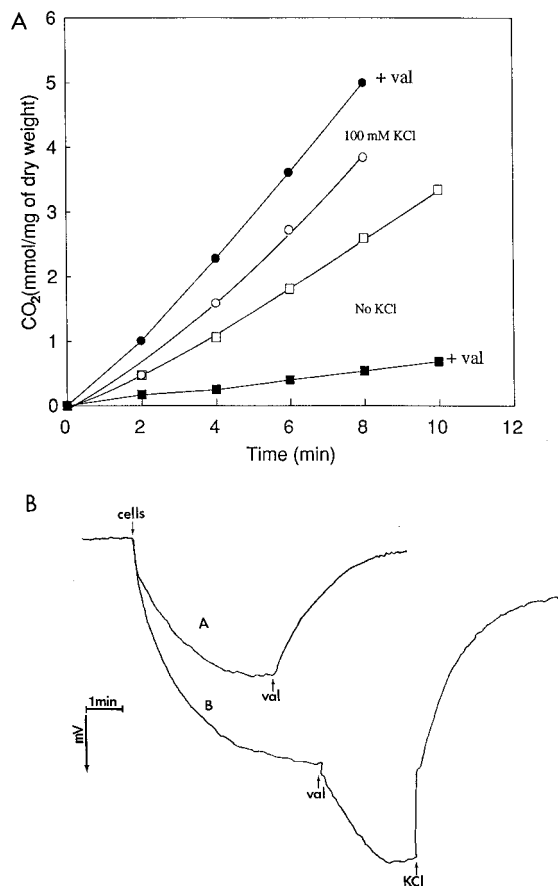 A
6
+ val
5
100 mM KCl
4
3
CO₂(mmol/mg of dry weight)
2
No KCl
1
+ val
0
0 2 4 6 8 10 12
Time (min)
B
cells
A
val
1min
B
mV
val
KCl